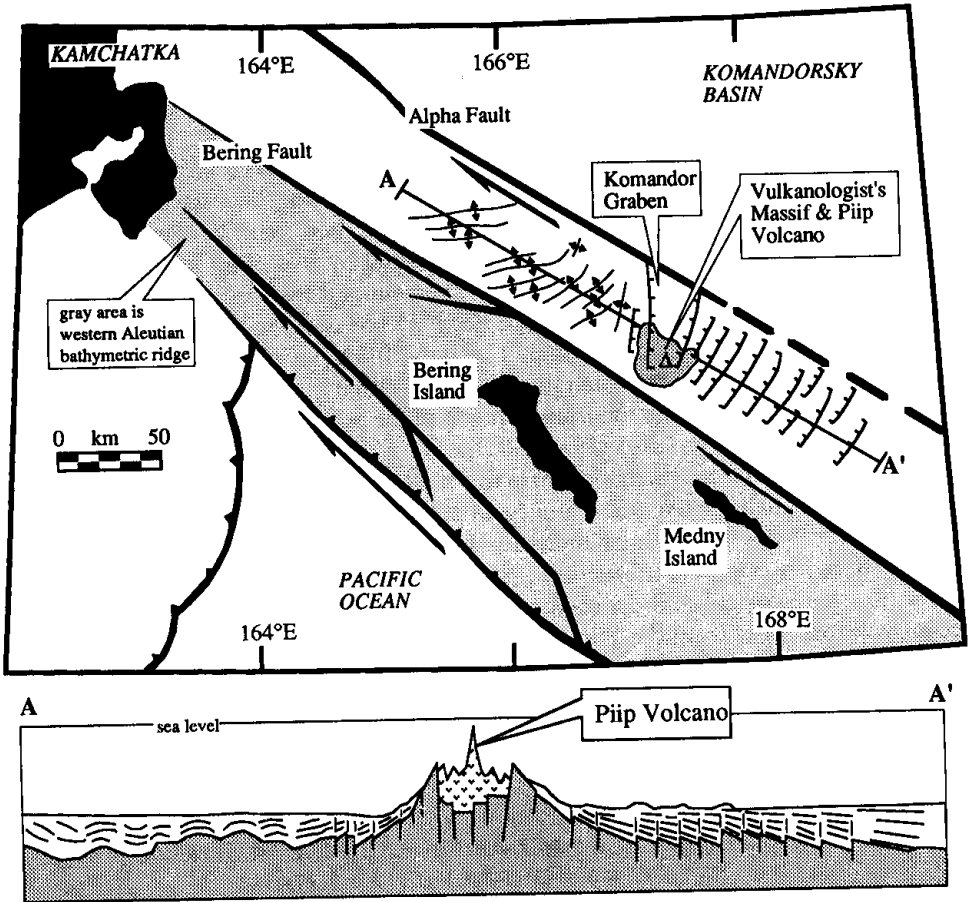 KAMCHATKA
164°E
166°E
KOMANDORSKY
BASIN
Alpha Fault
Bering Fault
A
Komandor
Graben
Vulkanologist's
Massif & Piip
Volcano
gray area is
western Aleutian
bathymetric ridge
Bering
Island
0 km 50
A'
Medny
Island
PACIFIC
OCEAN
164°E
168°E
A
A'
sea level
Piip Volcano